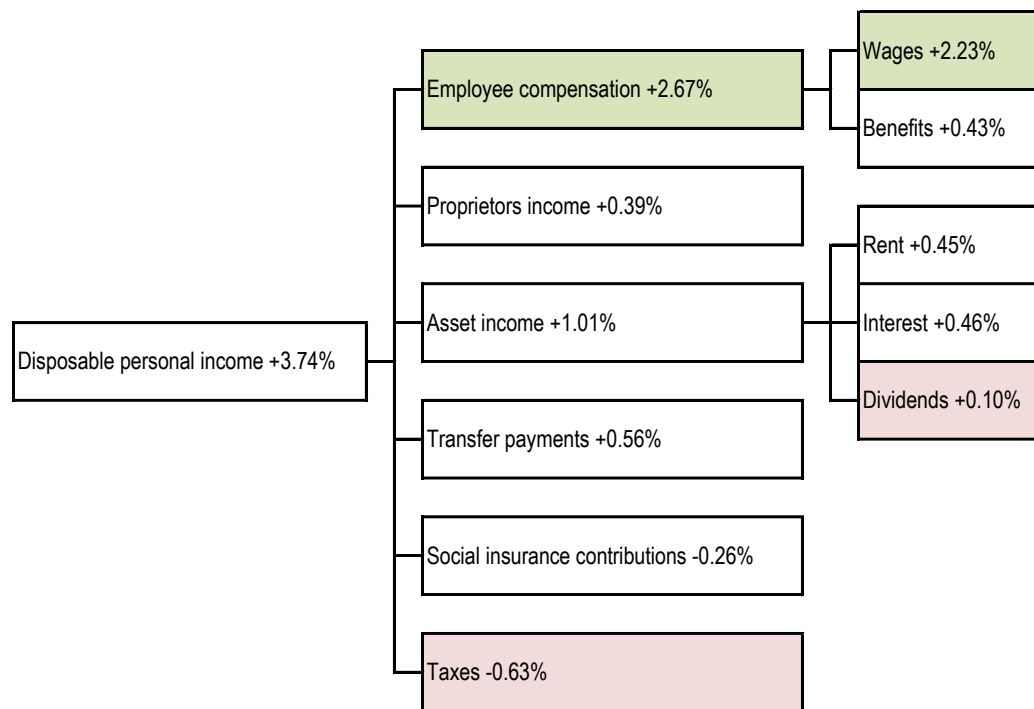 Disposable personal income +3.74%
Employee compensation +2.67%
Wages +2.23%
Benefits +0.43%
Proprietors income +0.39%
Asset income +1.01%
Rent +0.45%
Interest +0.46%
Dividends +0.10%
Transfer payments +0.56%
Social insurance contributions -0.26%
Taxes -0.63%